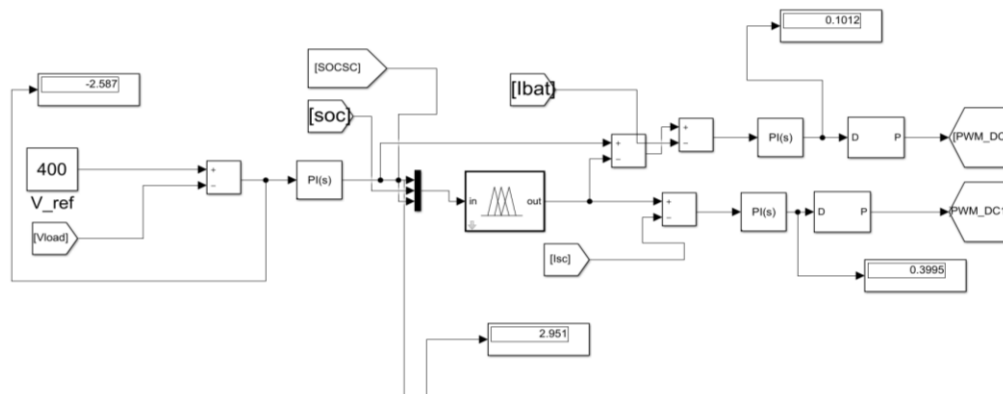 0.1012
-2.587
[SOCSC]
[Ibat]
[soc]
400
V_ref
PI(s)
PI(s)
D
P
[PWM_DC
[Vload]
in
out
PI(s)
D
P
PWM_DC1
[Isc]
0.3995
2.951
+
−
+
−
+
−
+
−